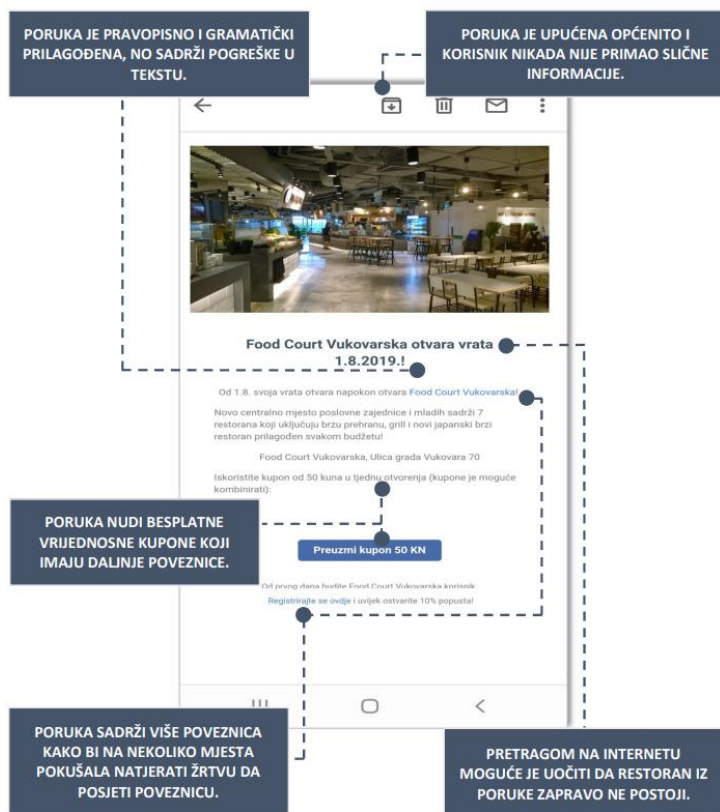 PORUKA JE PRAVOPISNO I GRAMATIČKI
PRILAGOĐENA, NO SADRŽI POGREŠKE U
TEKSTU.
PORUKA JE UPUĆENA OPĆENITO I
KORISNIK NIKADA NIJE PRIMAO SLIČNE
INFORMACIJE.
Food Court Vukovarska otvara vrata
1.8.2019.!
Od 1.8. svoja vrata otvara napokon otvara Food Court Vukovarska!
Novo centralno mjesto poslovne zajednice i mladih sadrži 7
restorana koji uključuju brzu prehranu, grill i novi japanski brzi
restoran prilagođen svakom budžetu!
Food Court Vukovarska, Ulica grada Vukovara 70
Iskoristite kupon od 50 kuna u tjednu otvorenja (kupone je moguće
kombinirati):
PORUKA NUDI BESPLATNE
VRIJEDNOSNE KUPONE KOJI
IMAJU DALJNJE POVEZNICE.
Preuzmi kupon 50 KN
Od prvog dana budite Food Court Vukovarska korisnik
Registrirajte se ovdje i uvijek ostvarite 10% popusta!
PORUKA SADRŽI VIŠE POVEZNICA
KAKO BI NA NEKOLIKO MJESTA
POKUŠALA NATJERATI ŽRTVU DA
POSJETI POVEZNICU.
PRETRAGOM NA INTERNETU
MOGUĆE JE UOČITI DA RESTORAN IZ
PORUKE ZAPRAVO NE POSTOJI.